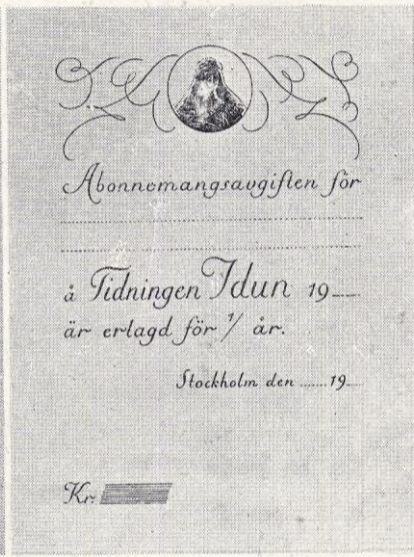 Abonnemangsavgiften för
å Tidningen Idun 19
är erlagd för 1/ år.
Stockholm den ...... 19
Kr.